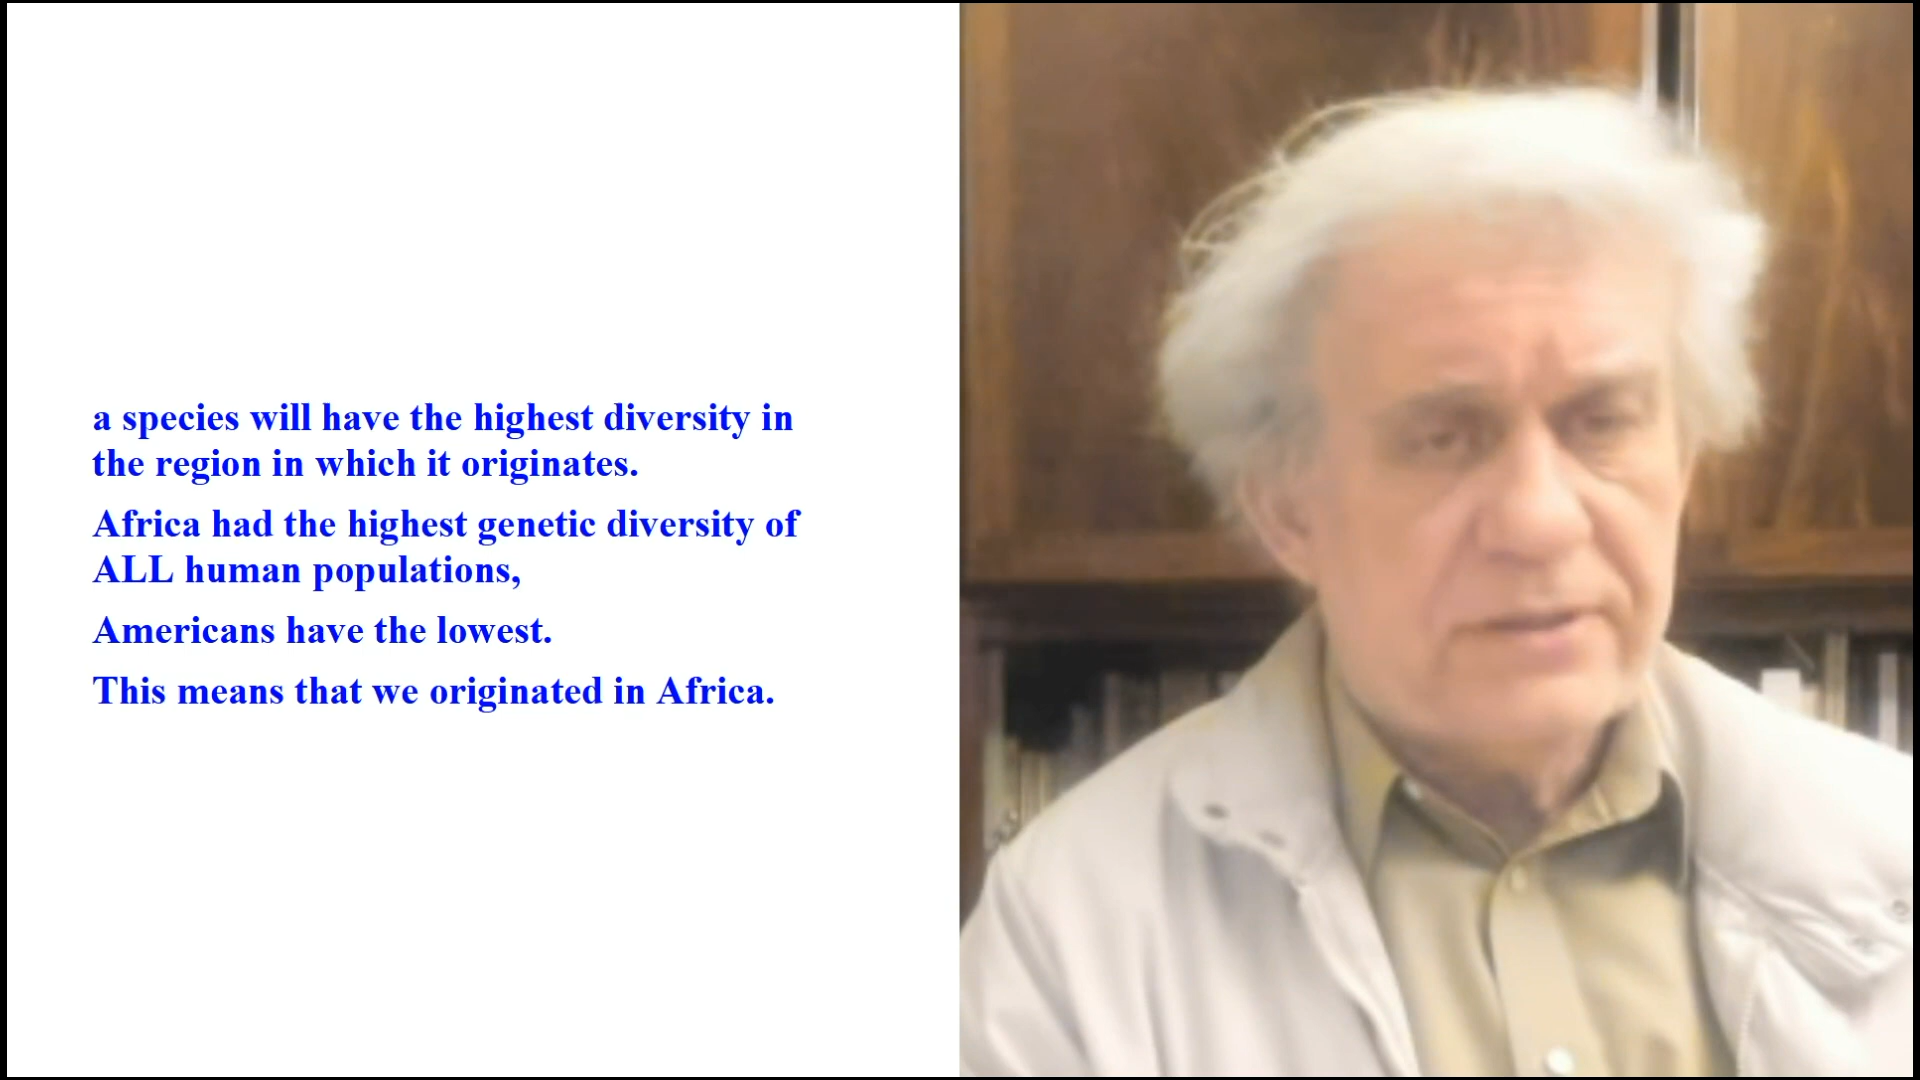 a species will have the highest diversity in
the region in which it originates.
Africa had the highest genetic diversity of
ALL human populations,
Americans have the lowest.
This means that we originated in Africa.